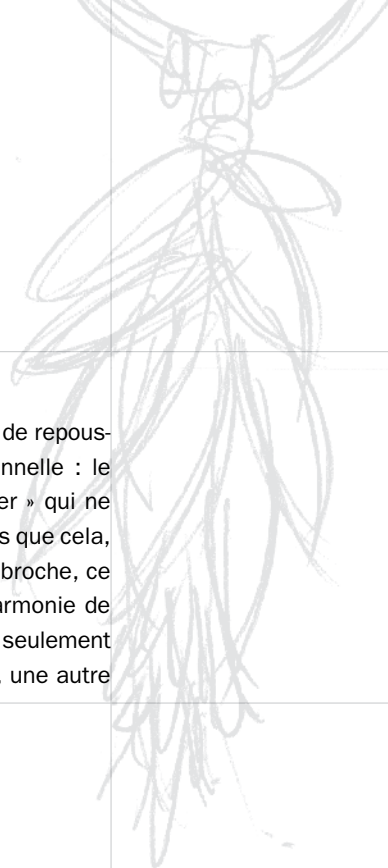 de repous-
nnelle : le
er » qui ne
s que cela,
broche, ce
armonie de
seulement
, une autre